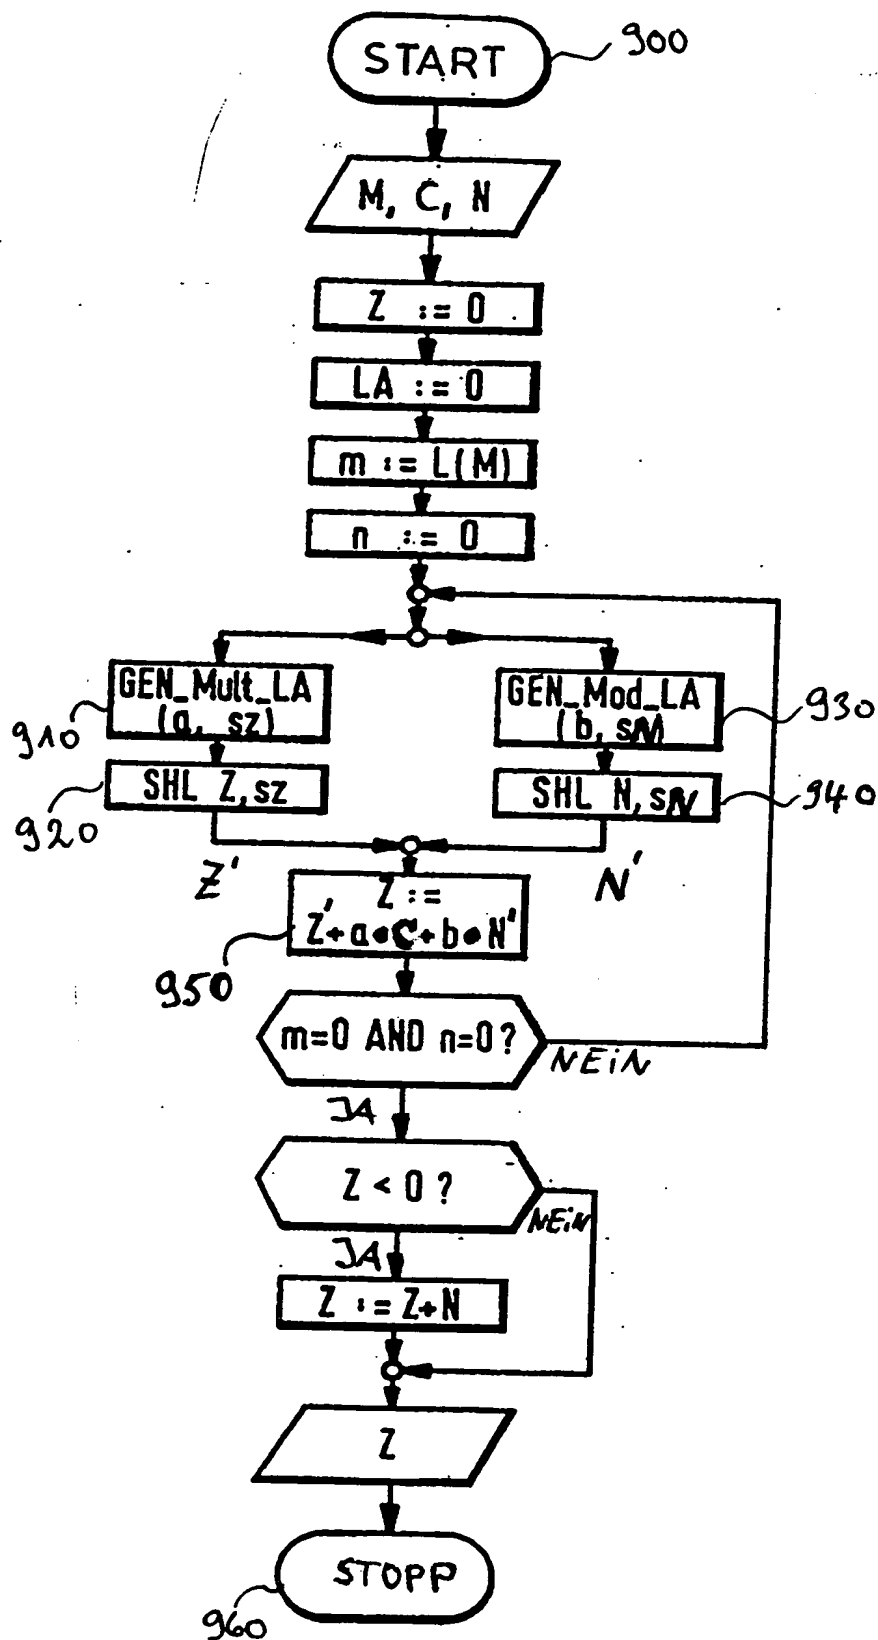 START
900
M, C, N
Z := 0
LA := 0
m := L(M)
n := 0
GEN_Mult_LA
(a, sz)
910
GEN_Mod_LA
(b, sN)
930
SHL Z,sz
920
SHL N,sN
940
Z'
N'
Z :=
Z'+a•C+b•N'
950
m=0 AND n=0?
NEiN
JA
Z < 0 ?
NEiN
JA
Z := Z+N
Z
STOPP
960